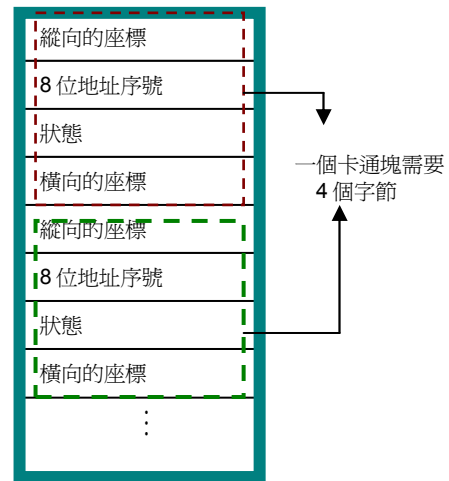 縱向的座標
8位地址序號
狀態
橫向的座標
縱向的座標
8位地址序號
狀態
橫向的座標
⋮
一個卡通塊需要
4個字節